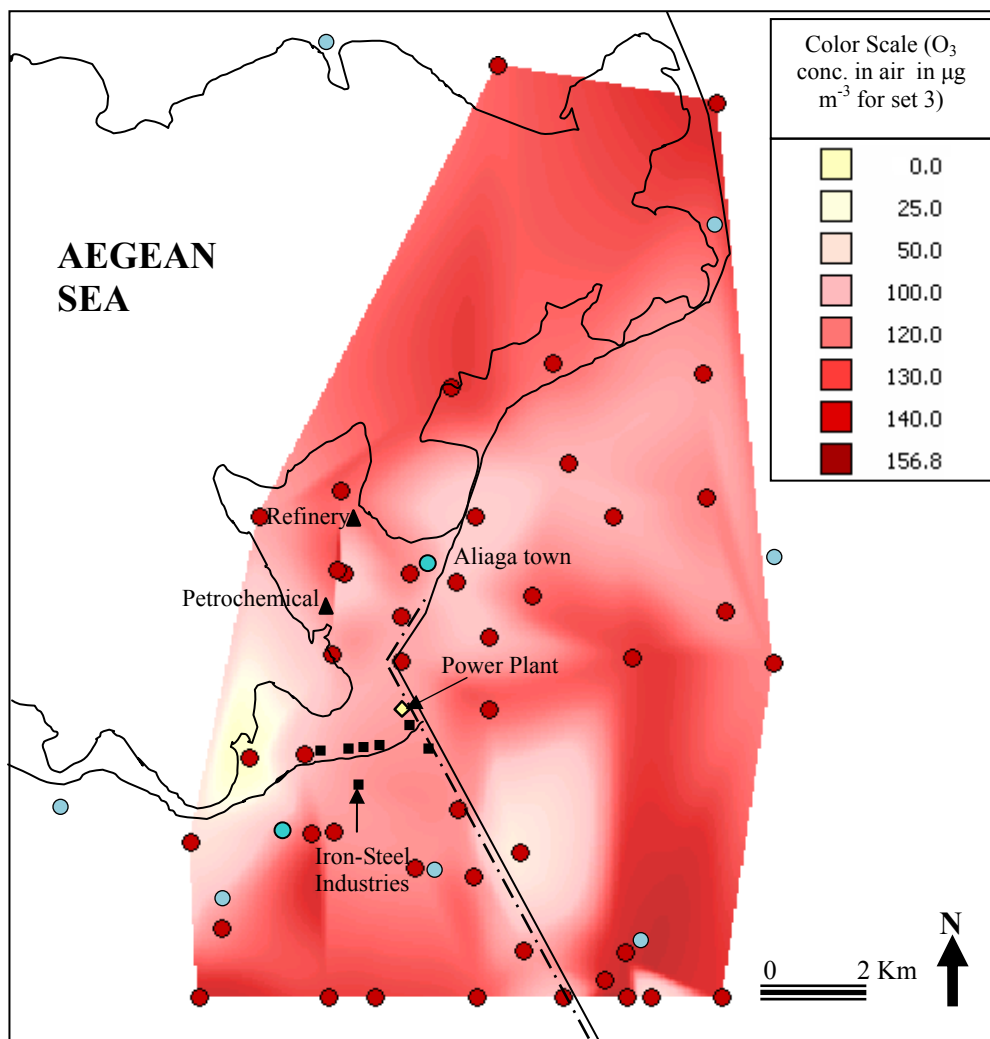 Color Scale (O3
conc. in air in µg
m-3 for set 3)
0.0
25.0
50.0
100.0
120.0
130.0
140.0
156.8
AEGEAN
SEA
Refinery
Aliaga town
Petrochemical
Power Plant
Iron-Steel
Industries
N
0 2 Km